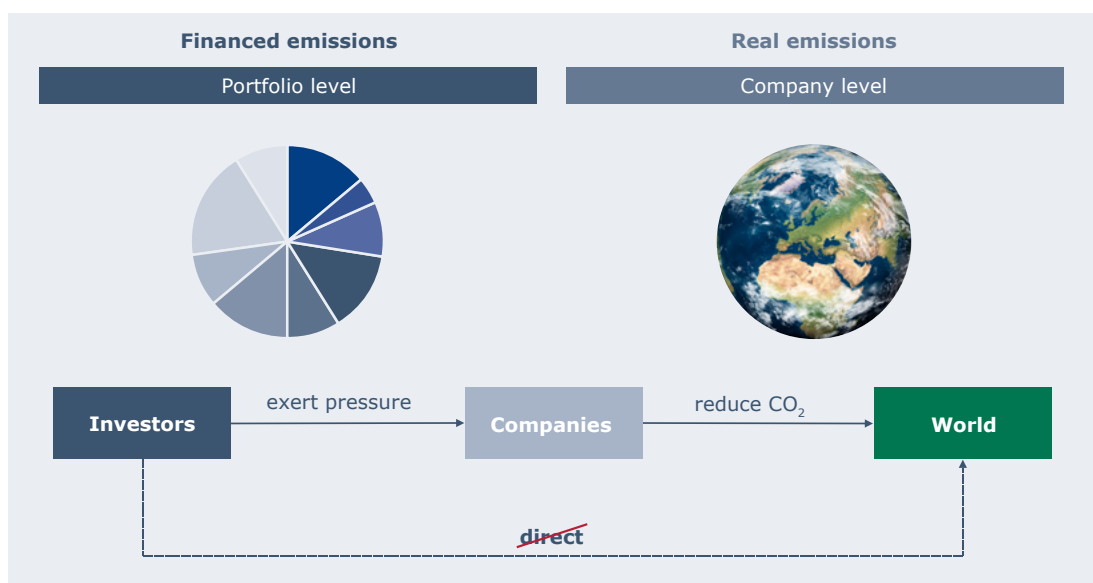 Financed emissions
Real emissions
Portfolio level
Company level
Investors
exert pressure
Companies
reduce CO₂
World
direct